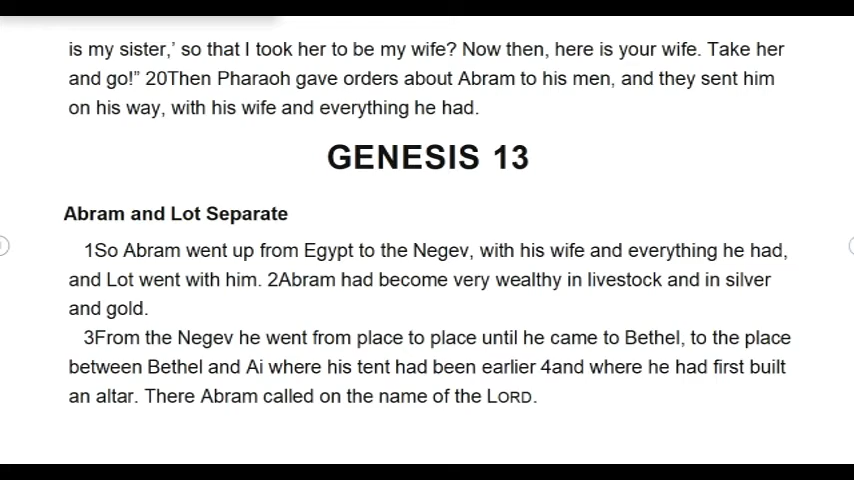 is my sister,’ so that I took her to be my wife? Now then, here is your wife. Take her
and go!” 20Then Pharaoh gave orders about Abram to his men, and they sent him
on his way, with his wife and everything he had.
GENESIS 13
Abram and Lot Separate
1So Abram went up from Egypt to the Negev, with his wife and everything he had,
and Lot went with him. 2Abram had become very wealthy in livestock and in silver
and gold.
3From the Negev he went from place to place until he came to Bethel, to the place
between Bethel and Ai where his tent had been earlier 4and where he had first built
an altar. There Abram called on the name of the LORD.